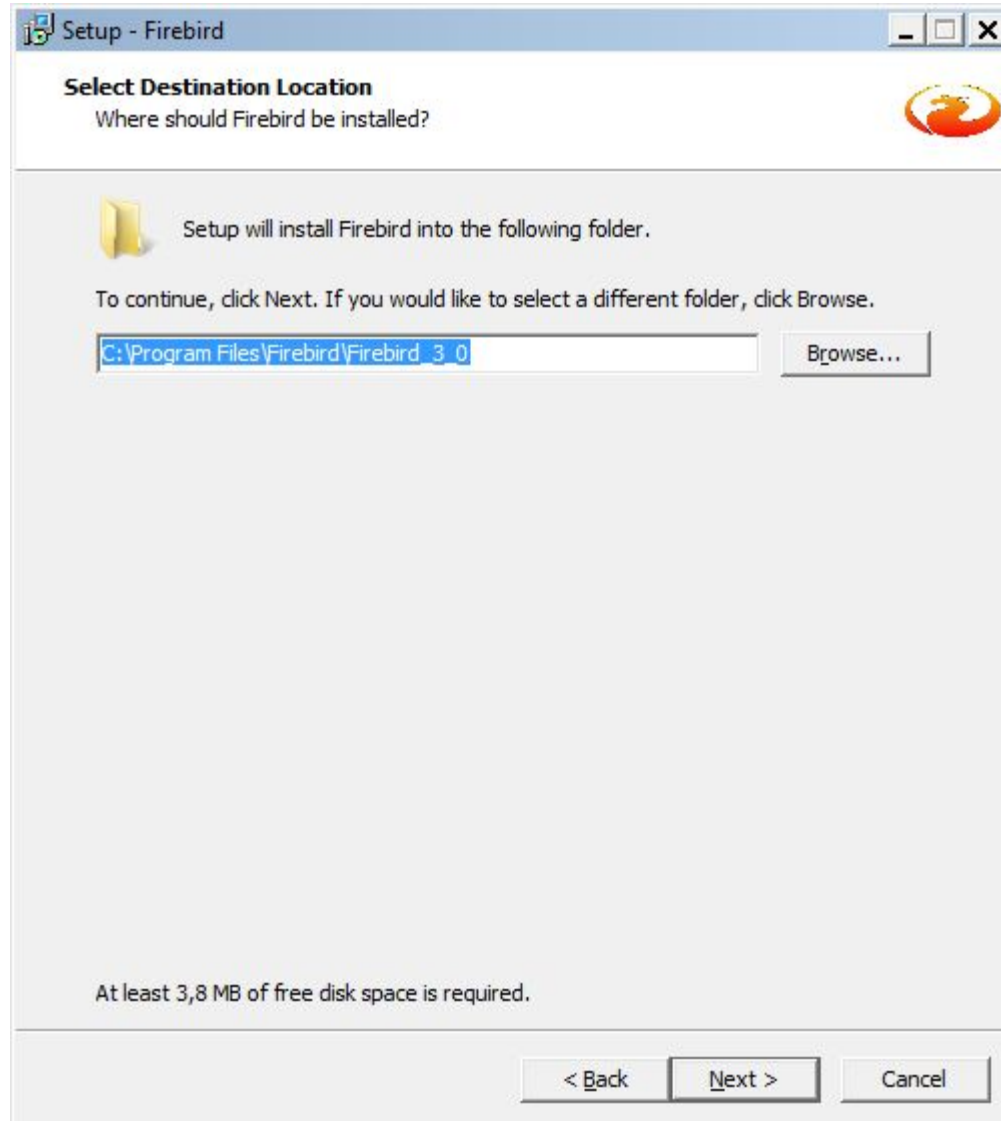 Setup - Firebird
Select Destination Location
Where should Firebird be installed?
Setup will install Firebird into the following folder.
To continue, click Next. If you would like to select a different folder, click Browse.
C:\Program Files\Firebird\Firebird_3_0
Browse...
At least 3,8 MB of free disk space is required.
< Back
Next >
Cancel